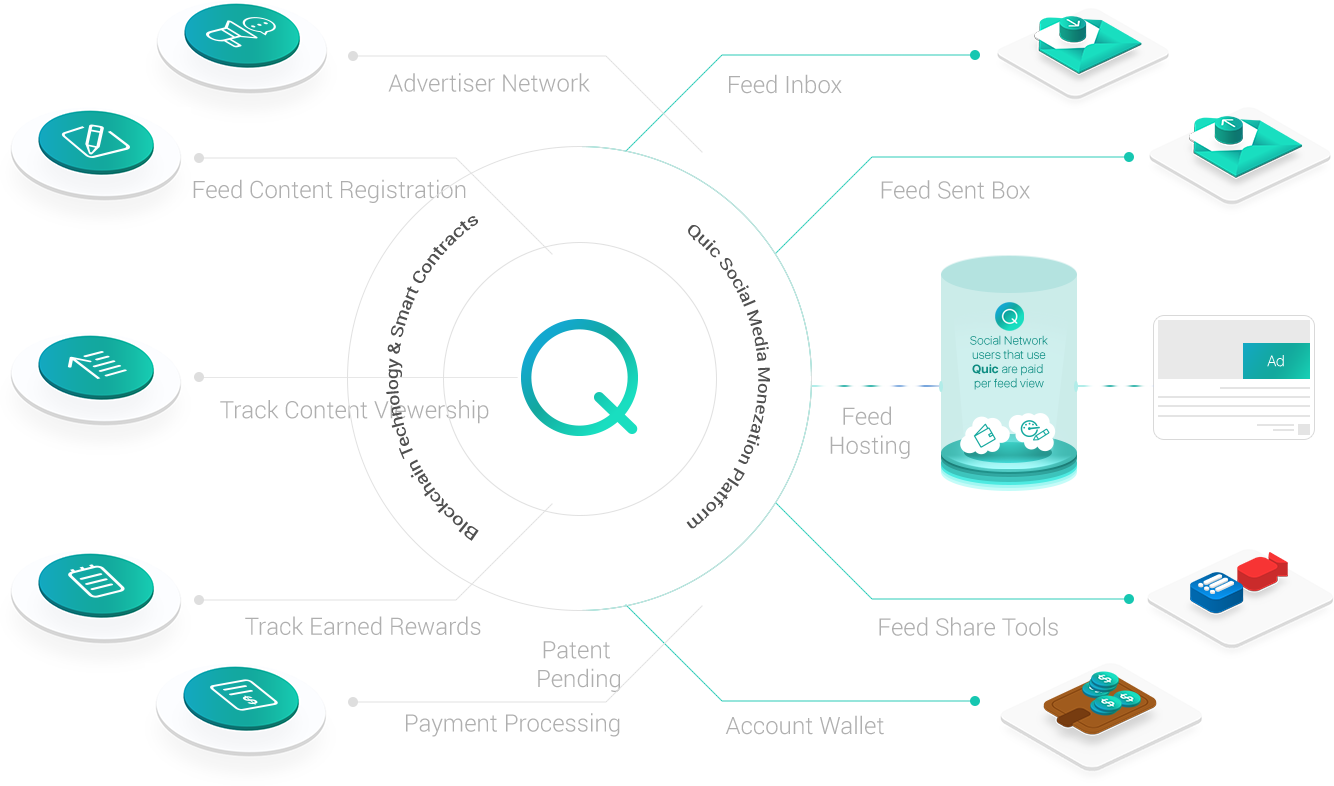 Advertiser Network
Feed Inbox
Feed Content Registration
Feed Sent Box
Blockchain Technology & Smart Contracts
Quic Social Media Monezation Platform
Q
Social Network
users that use
Quic are paid
per feed view
Ad
Track Content Viewership
Feed
Hosting
Track Earned Rewards
Feed Share Tools
Patent
Pending
Payment Processing
Account Wallet